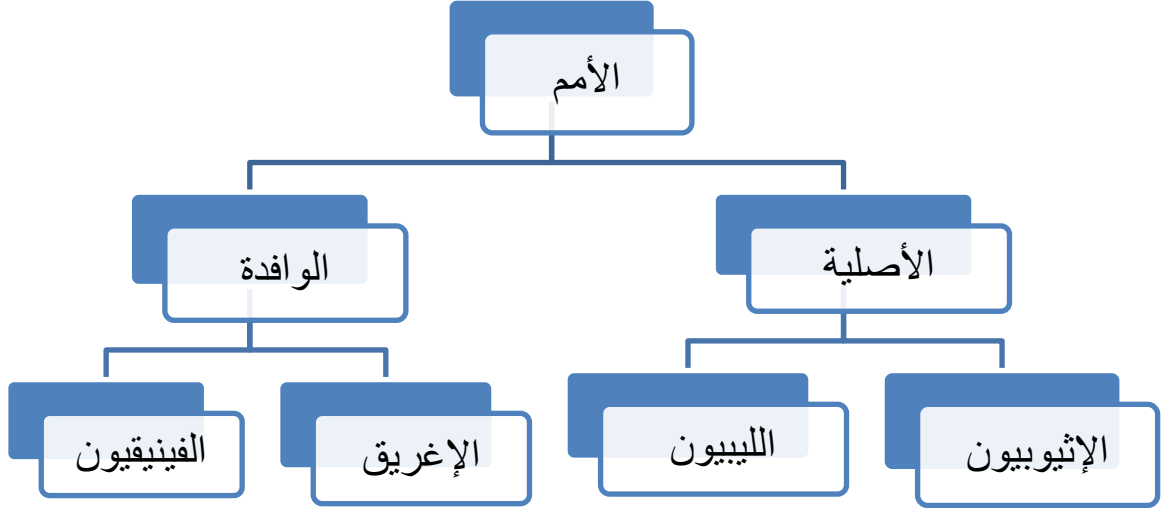 الأمم
الأصلية
الوافدة
الإثيوبيون
الليبيون
الإغريق
الفينيقيون